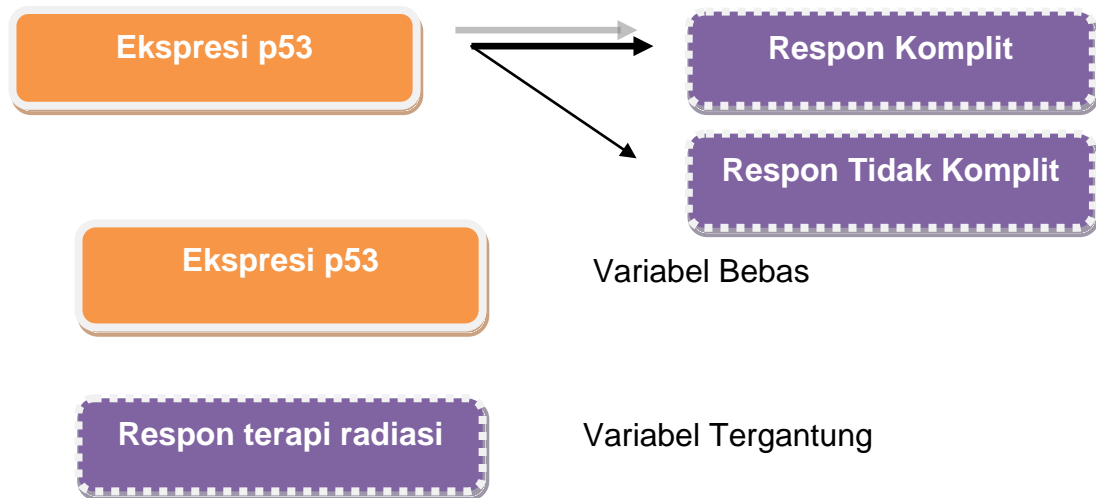 Ekspresi p53
Respon Komplit
Respon Tidak Komplit
Ekspresi p53
Variabel Bebas
Respon terapi radiasi
Variabel Tergantung